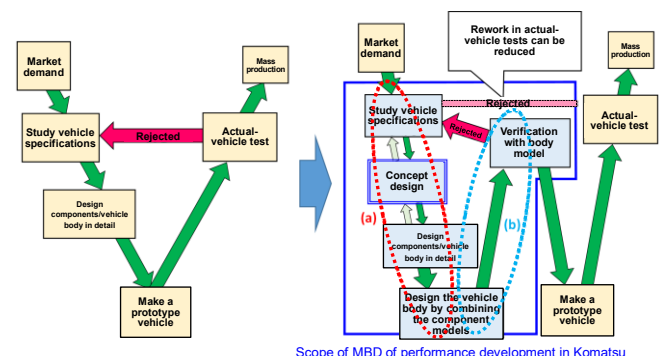 Market
demand
Mass
production
Study vehicle
specifications
Rejected
Actual-
vehicle test
Design
components/vehicle
body in detail
Make a
prototype
vehicle
Market
demand
Rework in actual-
vehicle tests can be
reduced
Mass
production
Study vehicle
specifications
Rejected
Rejected
Verification
with body
model
Actual-
vehicle test
Concept
design
(a)
(b)
Design
components/vehicle
body in detail
Design the vehicle
body by combining
the component
models
Make a
prototype
vehicle
Scope of MBD of performance development in Komatsu